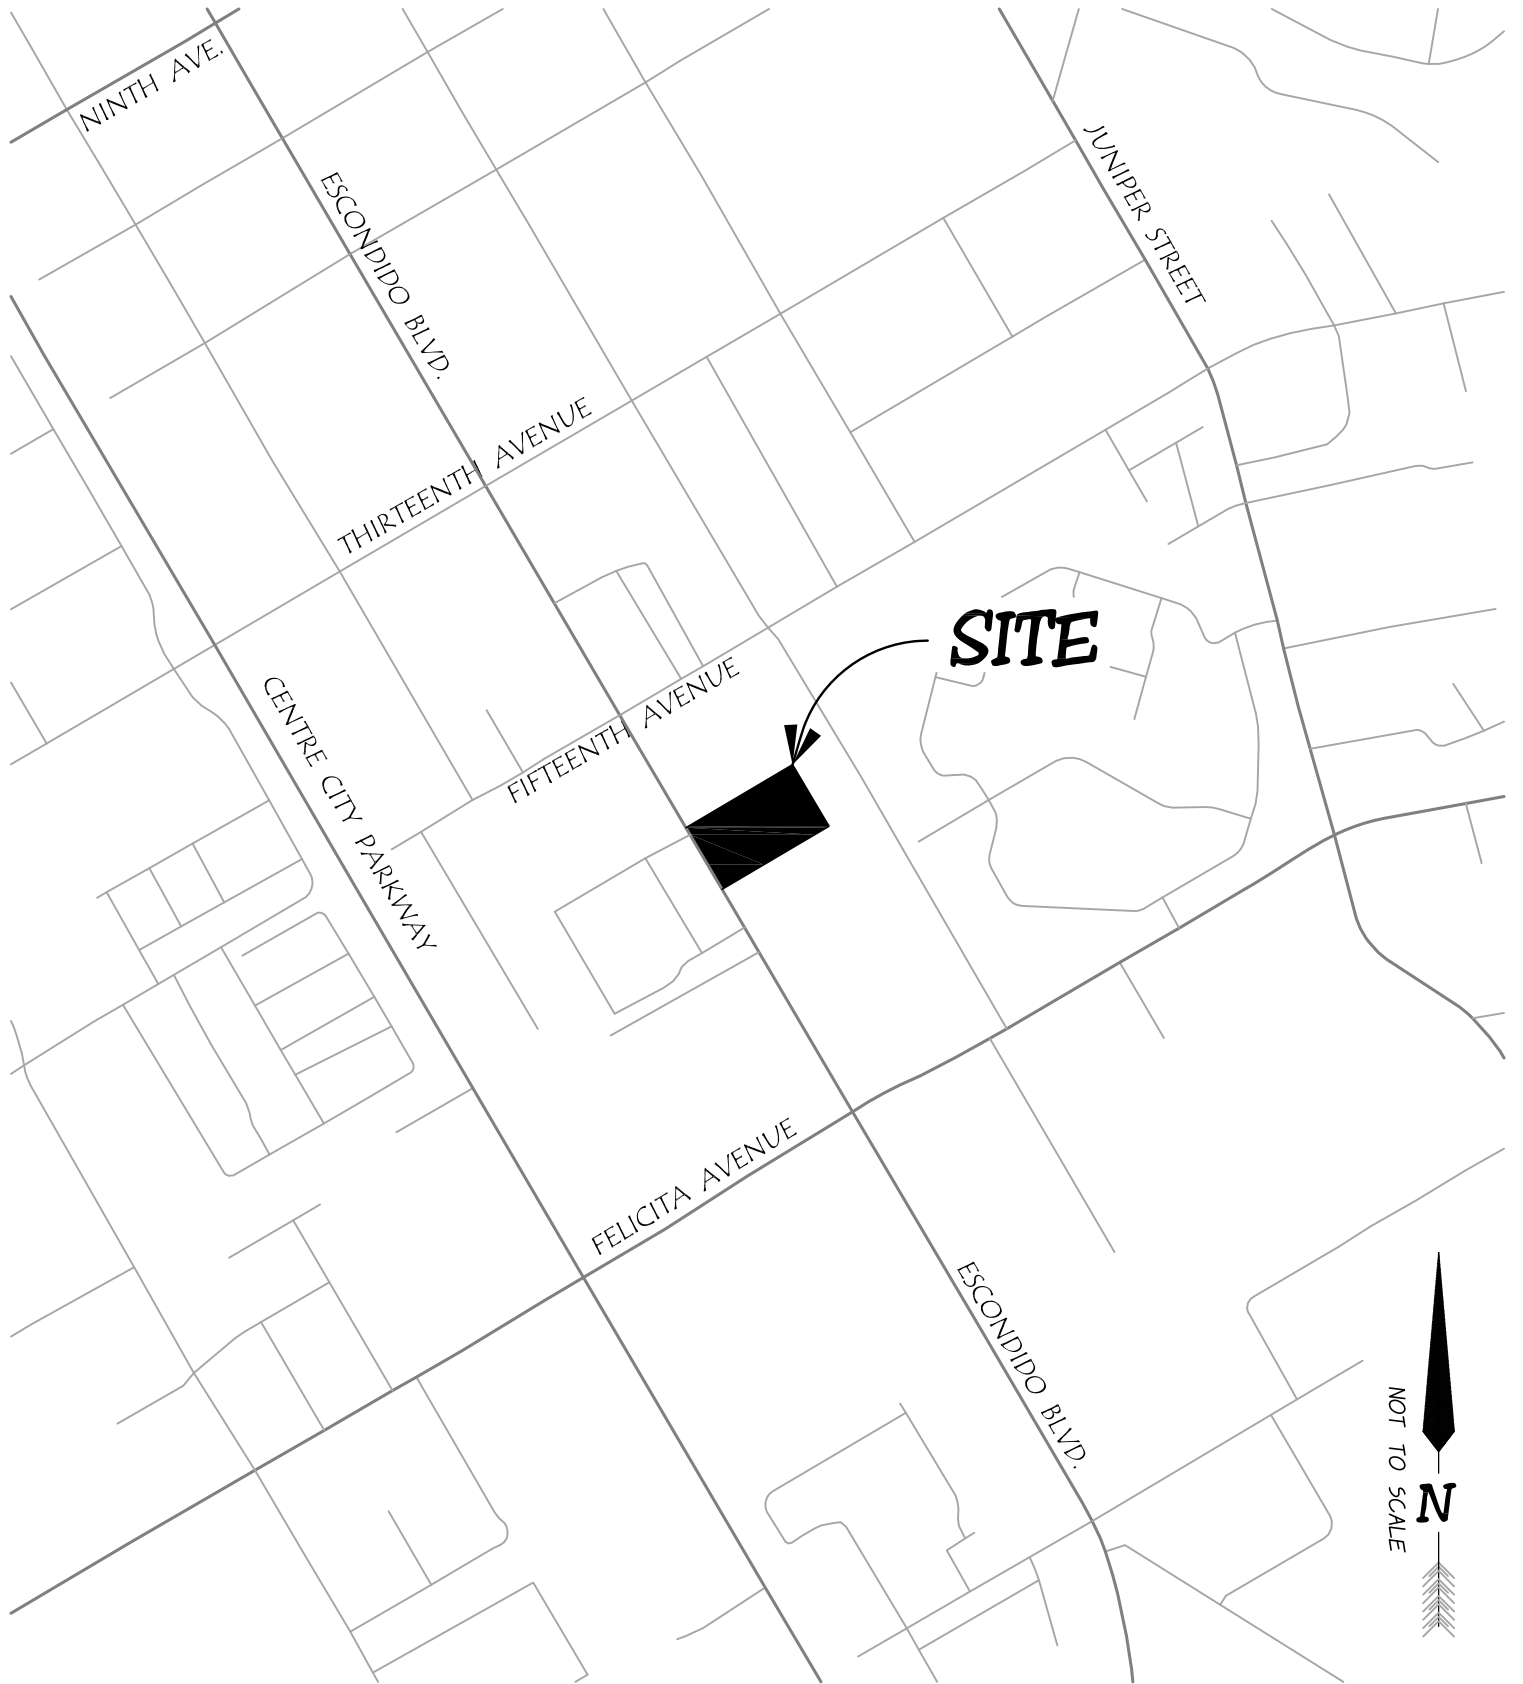 NINTH AVE.
ESCONDIDO BLVD.
JUNIPER STREET
THIRTEENTH AVENUE
SITE
FIFTEENTH AVENUE
CENTRE CITY PARKWAY
FELICITA AVENUE
ESCONDIDO BLVD.
NOT TO SCALE
N